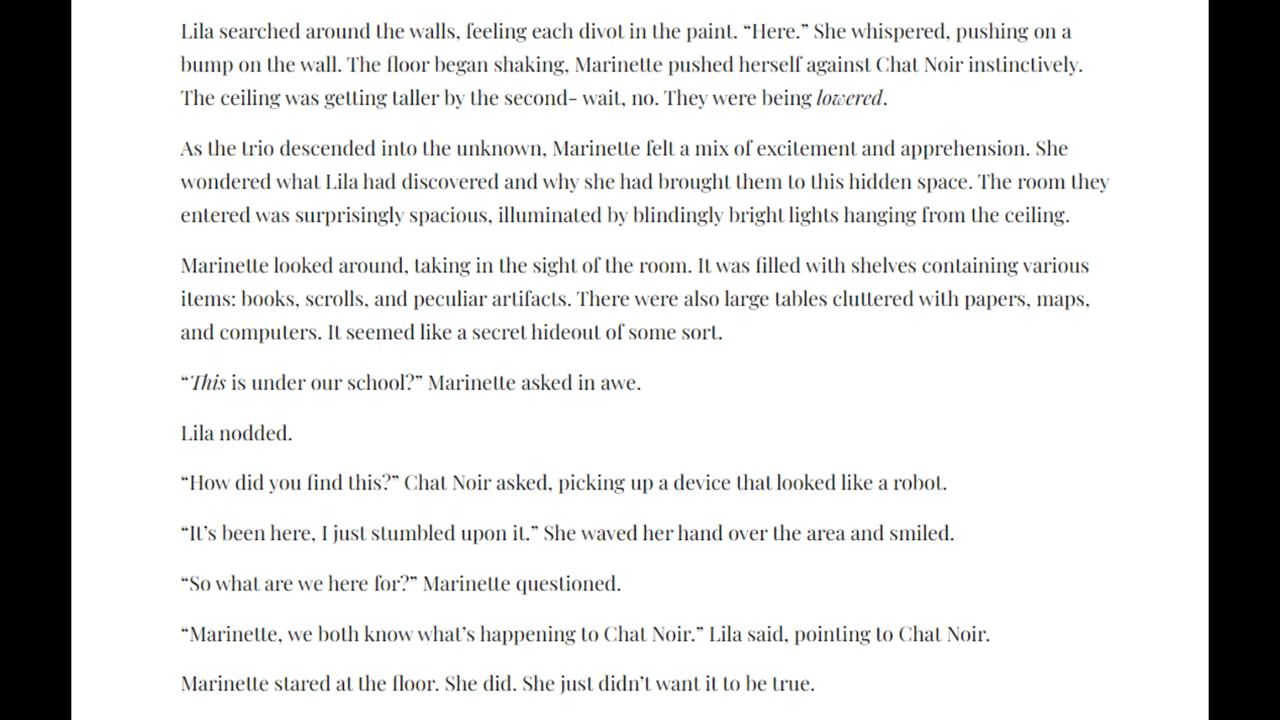 Lila searched around the walls, feeling each divot in the paint. “Here.” She whispered, pushing on a
bump on the wall. The floor began shaking, Marinette pushed herself against Chat Noir instinctively.
The ceiling was getting taller by the second- wait, no. They were being lowered.
As the trio descended into the unknown, Marinette felt a mix of excitement and apprehension. She
wondered what Lila had discovered and why she had brought them to this hidden space. The room they
entered was surprisingly spacious, illuminated by blindingly bright lights hanging from the ceiling.
Marinette looked around, taking in the sight of the room. It was filled with shelves containing various
items: books, scrolls, and peculiar artifacts. There were also large tables cluttered with papers, maps,
and computers. It seemed like a secret hideout of some sort.
“This is under our school?” Marinette asked in awe.
Lila nodded.
“How did you find this?” Chat Noir asked, picking up a device that looked like a robot.
“It’s been here, I just stumbled upon it.” She waved her hand over the area and smiled.
“So what are we here for?” Marinette questioned.
“Marinette, we both know what’s happening to Chat Noir.” Lila said, pointing to Chat Noir.
Marinette stared at the floor. She did. She just didn’t want it to be true.